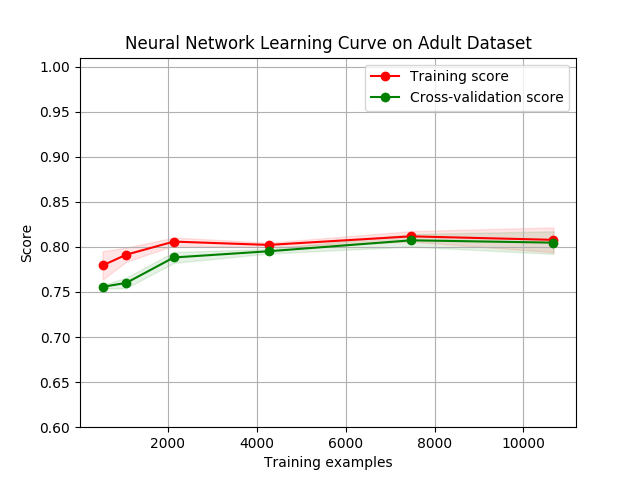 Neural Network Learning Curve on Adult Dataset
Training score
Cross-validation score
1.00
0.95
0.90
0.85
0.80
0.75
0.70
0.65
0.60
Score
2000 4000 6000 8000 10000
Training examples